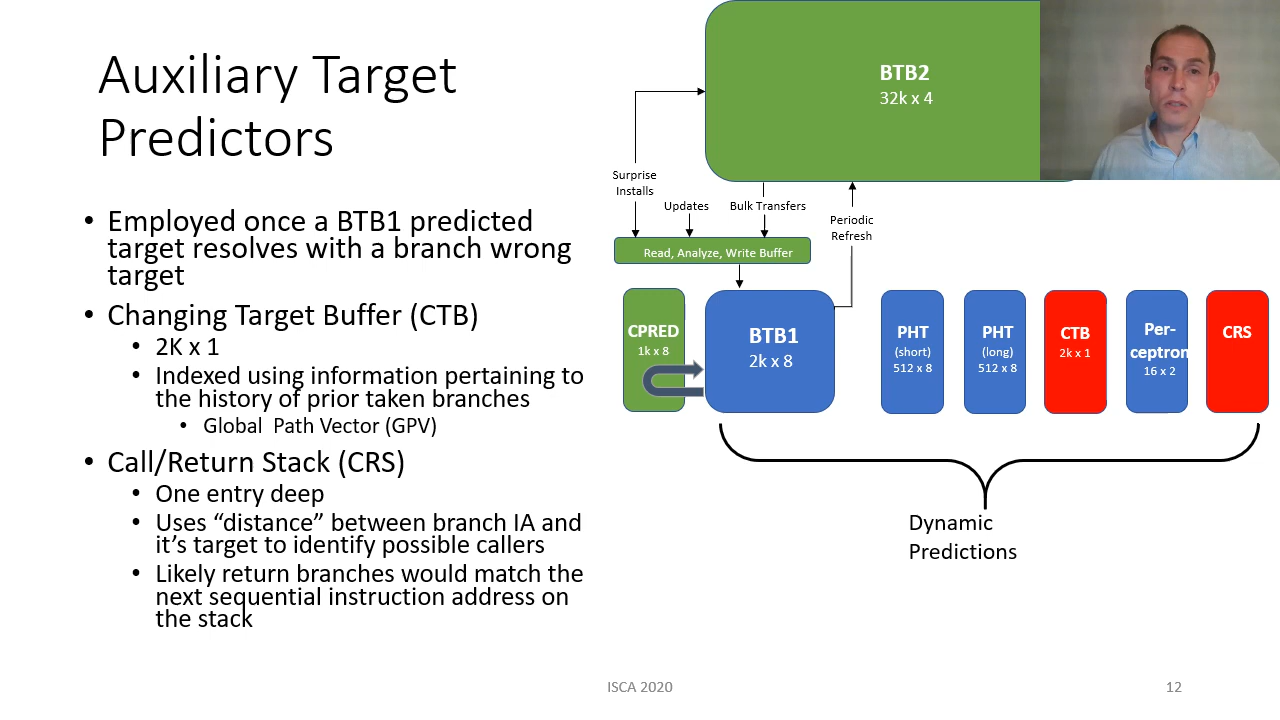 Auxiliary Target
Predictors
• Employed once a BTB1 predicted
target resolves with a branch wrong
target
• Changing Target Buffer (CTB)
• 2K x 1
• Indexed using information pertaining to
the history of prior taken branches
• Global  Path Vector (GPV)
• Call/Return Stack (CRS)
• One entry deep
• Uses “distance” between branch IA and
it’s target to identify possible callers
• Likely return branches would match the
next sequential instruction address on
the stack
BTB2
32k x 4
Surprise
Installs
Updates
Bulk Transfers
Periodic
Refresh
Read, Analyze, Write Buffer
CPRED
1k x 8
BTB1
2k x 8
PHT
(short)
512 x 8
PHT
(long)
512 x 8
CTB
2k x 1
Per-
ceptron
16 x 2
CRS
Dynamic
Predictions
ISCA 2020
12